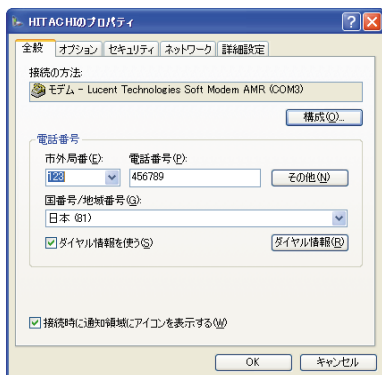 HITACHIのプロパティ
全般 オプション セキュリティ ネットワーク 詳細設定
接続の方法:
モデム - Lucent Technologies Soft Modem AMR (COM3)
構成(O)...
電話番号
市外局番(E): 電話番号(P):
123 456789 その他(N)
国番号/地域番号(G):
日本 (81)
ダイヤル情報を使う(S) ダイヤル情報(R)
接続時に通知領域にアイコンを表示する(W)
OK キャンセル